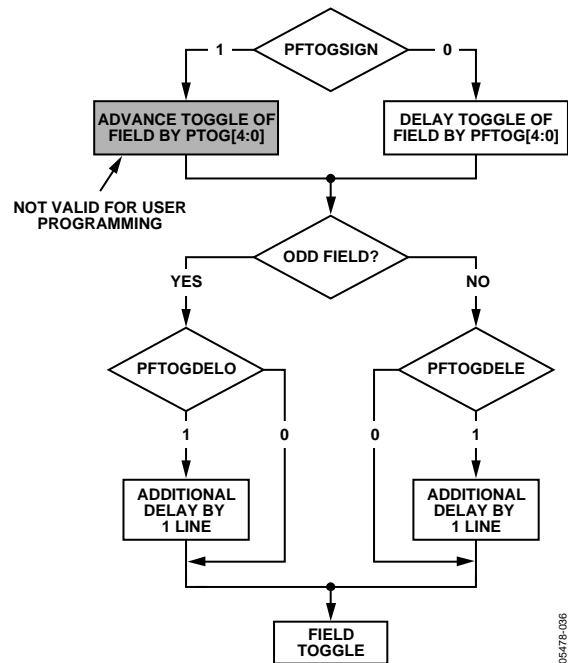 PFTOGSIGN
1
0
ADVANCE TOGGLE OF
FIELD BY PTOG[4:0]
DELAY TOGGLE OF
FIELD BY PFTOG[4:0]
NOT VALID FOR USER
PROGRAMMING
ODD FIELD?
YES
NO
PFTOGDELO
PFTOGDELE
1
0
0
1
ADDITIONAL
DELAY BY
1 LINE
ADDITIONAL
DELAY BY
1 LINE
FIELD
TOGGLE
05478-036